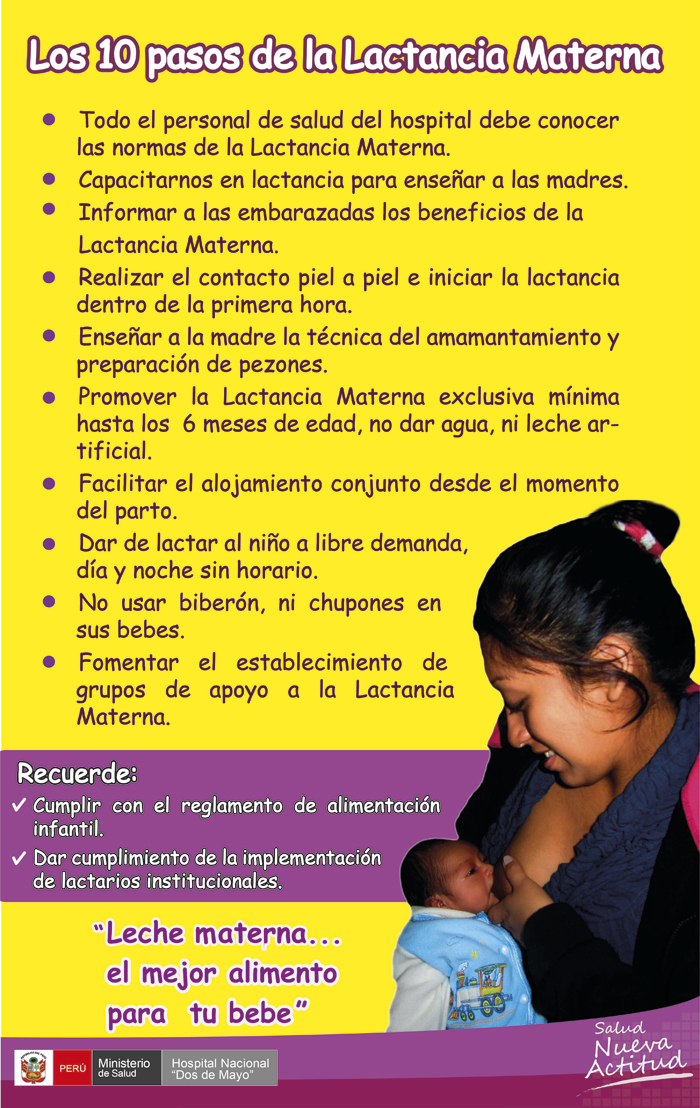 Los 10 pasos de la Lactancia Materna
• Todo el personal de salud del hospital debe conocer
las normas de la Lactancia Materna.
• Capacitarnos en lactancia para enseñar a las madres.
• Informar a las embarazadas los beneficios de la
Lactancia Materna.
• Realizar el contacto piel a piel e iniciar la lactancia
dentro de la primera hora.
• Enseñar a la madre la técnica del amamantamiento y
preparación de pezones.
• Promover la Lactancia Materna exclusiva mínima
hasta los 6 meses de edad, no dar agua, ni leche ar-
tificial.
• Facilitar el alojamiento conjunto desde el momento
del parto.
• Dar de lactar al niño a libre demanda,
día y noche sin horario.
• No usar biberón, ni chupones en
sus bebes.
• Fomentar el establecimiento de
grupos de apoyo a la Lactancia
Materna.
Recuerde:
✓ Cumplir con el reglamento de alimentación
infantil.
✓ Dar cumplimiento de la implementación
de lactarios institucionales.
“Leche materna...
el mejor alimento
para tu bebe”
Salud
Nueva
Actitud
PERÚ
Ministerio
de Salud
Hospital Nacional
“Dos de Mayo”